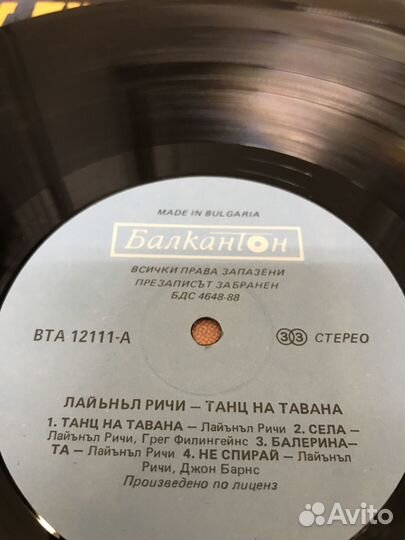 MADE IN BULGARIA
Балкантон
ВСИЧКИ ПРАВА ЗАПАЗЕНИ
ПРЕЗАПИСЪТ ЗАБРАНЕН
БДС 4648-88
ВТА 12111-А
33 СТЕРЕО
ЛАЙЪНЪЛ РИЧИ — ТАНЦ НА ТАВАНА
1. ТАНЦ НА ТАВАНА — Лайънъл Ричи 2. СЕЛА —
Лайънъл Ричи, Грег Филингейнс 3. БАЛЕРИНА—
ТА — Лайънъл Ричи 4. НЕ СПИРАЙ — Лайънъл
Ричи, Джон Барнс
Произведено по лиценз
Avito